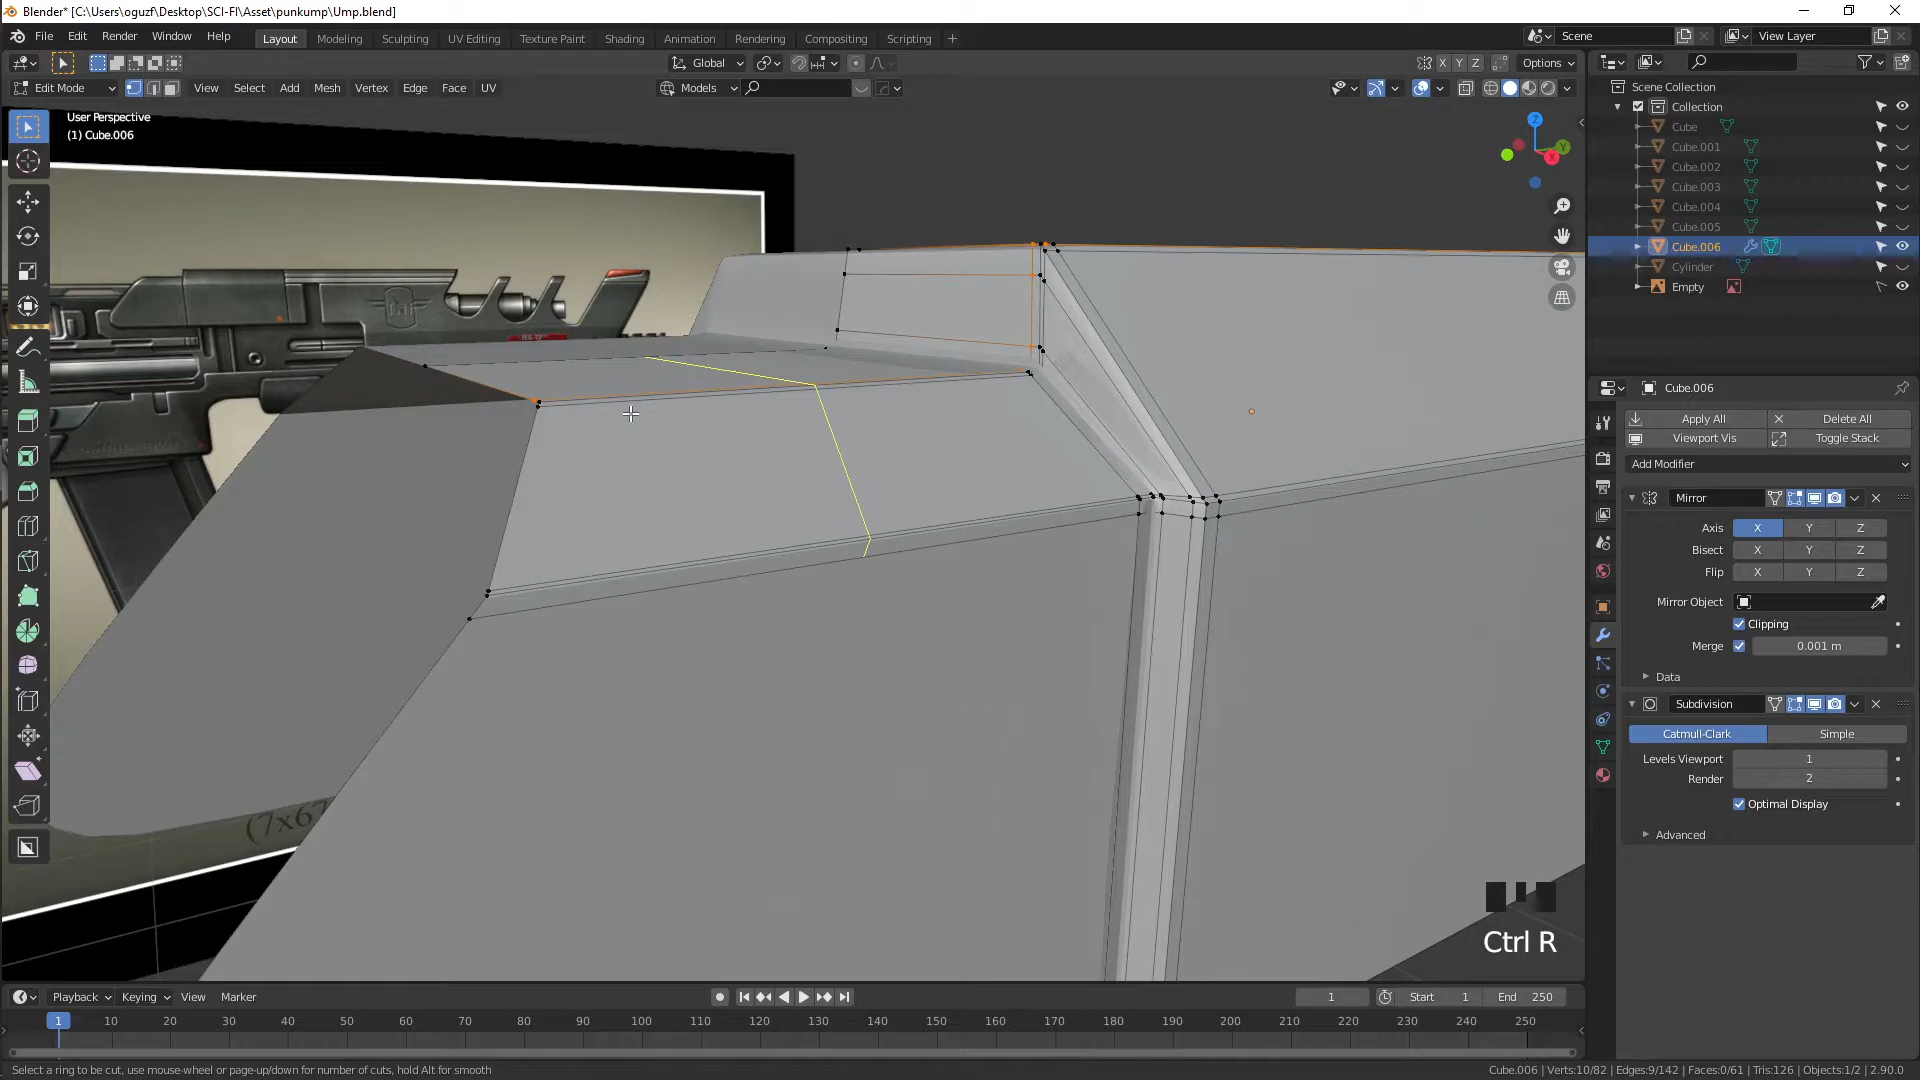 Blender* [C:\Users\oguzf\Desktop\SCI-FI\Asset\punkump\Ump.blend]
File Edit Render Window Help
Layout Modeling Sculpting UV Editing Texture Paint Shading Animation Rendering Compositing Scripting +
Scene
View Layer
Global
X Y Z
Options
Edit Mode
View Select Add Mesh Vertex Edge Face UV
Models
User Perspective
(1) Cube.006
Z
Y
X
(7x67
Ctrl R
Scene Collection
Collection
Cube
Cube.001
Cube.002
Cube.003
Cube.004
Cube.005
Cube.006
Cylinder
Empty
Cube.006
Apply All
Delete All
Viewport Vis
Toggle Stack
Add Modifier
Mirror
Axis X Y Z
Bisect X Y Z
Flip X Y Z
Mirror Object
Clipping
Merge 0.001 m
Data
Subdivision
Catmull-Clark Simple
Levels Viewport 1
Render 2
Optimal Display
Advanced
Playback Keying View Marker
1
Start 1
End 250
1 10 20 30 40 50 60 70 80 90 100 110 120 130 140 150 160 170 180 190 200 210 220 230 240 250
Select a ring to be cut, use mouse-wheel or page-up/down for number of cuts, hold Alt for smooth
Cube.006 | Verts:10/82 | Edges:9/142 | Faces:0/61 | Tris:126 | Objects:1/2 | 2.90.0